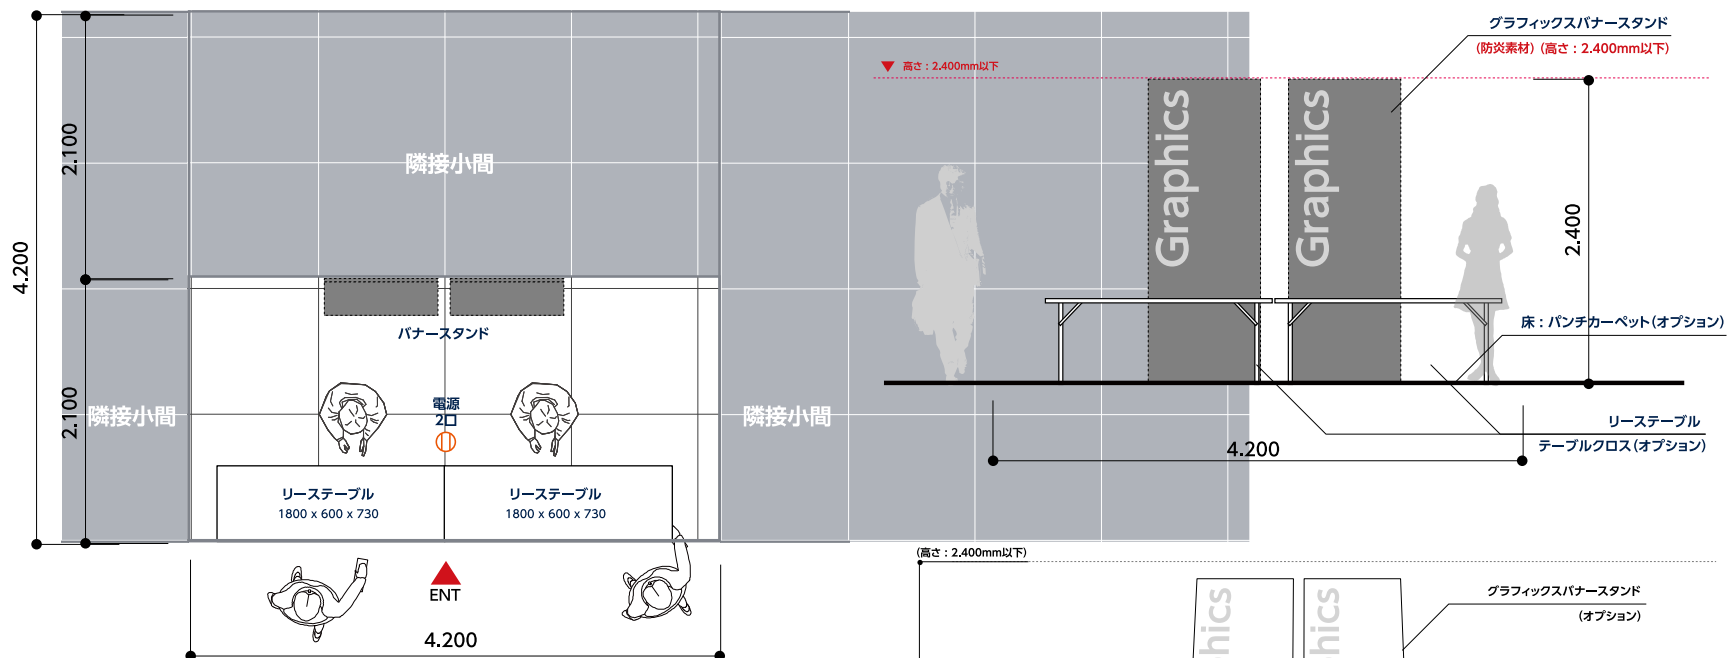 4.200
2.100
2.100
隣接小間
隣接小間
隣接小間
バナースタンド
電源
2口
リーステーブル
1800 x 600 x 730
リーステーブル
1800 x 600 x 730
ENT
4.200
高さ：2.400mm以下
Graphics
Graphics
グラフィックスバナースタンド
(防炎素材) (高さ：2.400mm以下)
2.400
床：パンチカーペット(オプション)
リーステーブル
テーブルクロス(オプション)
4.200
(高さ：2.400mm以下)
hics
hics
グラフィックスバナースタンド
(オプション)